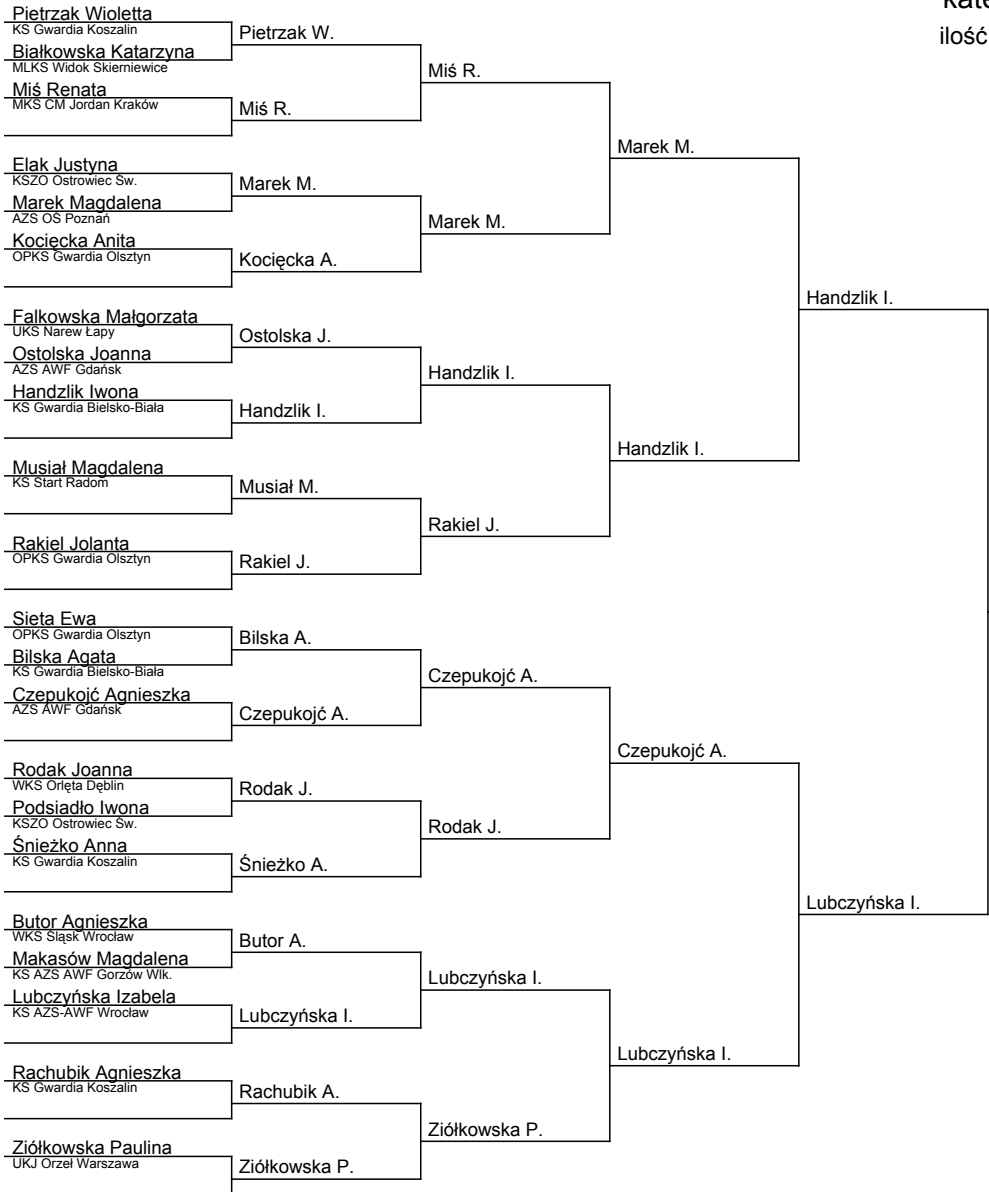 Pietrzak Wioletta
KS Gwardia Koszalin
Białkowska Katarzyna
MLKS Widok Skierniewice
Miś Renata
MKS CM Jordan Kraków
Elak Justyna
KSZO Ostrowiec Św.
Marek Magdalena
AZS OŚ Poznań
Kocięcka Anita
OPKS Gwardia Olsztyn
Falkowska Małgorzata
UKS Narew Łapy
Ostolska Joanna
AZS AWF Gdańsk
Handzlik Iwona
KS Gwardia Bielsko-Biała
Musiał Magdalena
KS Start Radom
Rakiel Jolanta
OPKS Gwardia Olsztyn
Sieta Ewa
OPKS Gwardia Olsztyn
Bilska Agata
KS Gwardia Bielsko-Biała
Czepukojć Agnieszka
AZS AWF Gdańsk
Rodak Joanna
WKS Orlęta Dęblin
Podsiadło Iwona
KSZO Ostrowiec Św.
Śnieżko Anna
KS Gwardia Koszalin
Butor Agnieszka
WKS Śląsk Wrocław
Makasów Magdalena
KS AZS AWF Gorzów Wlk.
Lubczyńska Izabela
KS AZS-AWF Wrocław
Rachubik Agnieszka
KS Gwardia Koszalin
Ziółkowska Paulina
UKJ Orzeł Warszawa
Pietrzak W.
Miś R.
Marek M.
Kocięcka A.
Ostolska J.
Handzlik I.
Musiał M.
Rakiel J.
Bilska A.
Czepukojć A.
Rodak J.
Śnieżko A.
Butor A.
Lubczyńska I.
Rachubik A.
Ziółkowska P.
Miś R.
Marek M.
Handzlik I.
Rakiel J.
Czepukojć A.
Rodak J.
Lubczyńska I.
Ziółkowska P.
Marek M.
Handzlik I.
Czepukojć A.
Lubczyńska I.
Handzlik I.
Lubczyńska I.
ilość